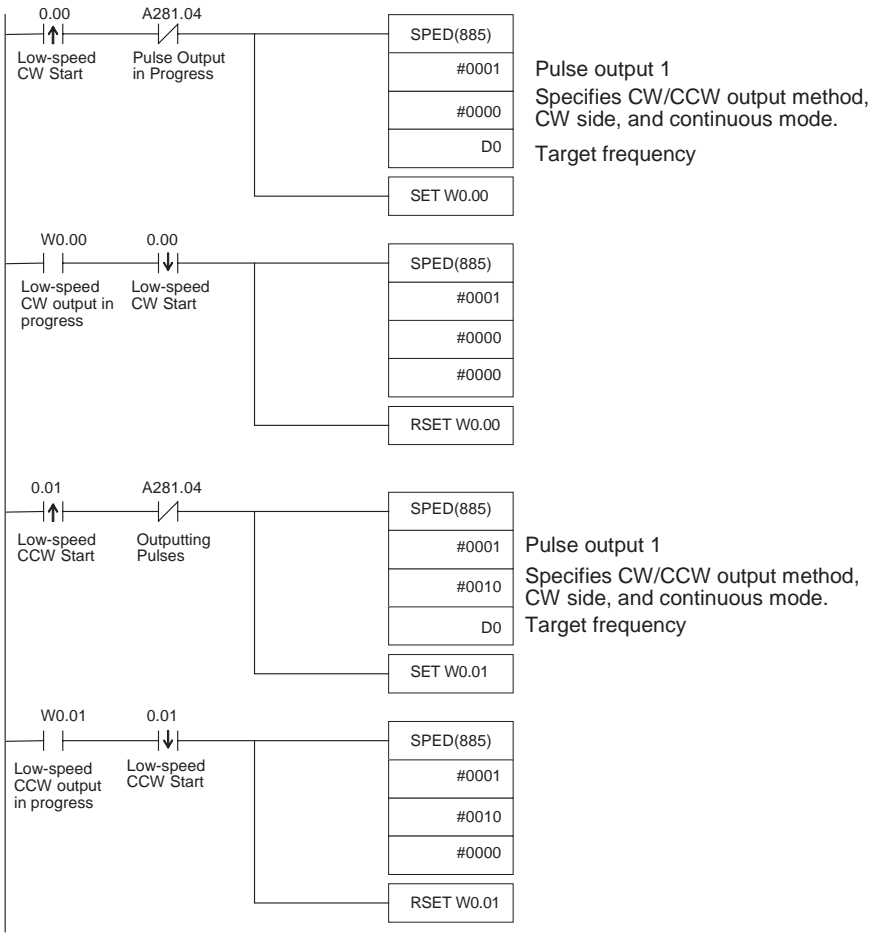 0.00 A281.04
SPED(885)
Low-speed CW Start
Pulse Output in Progress
#0001 Pulse output 1
#0000 Specifies CW/CCW output method, CW side, and continuous mode.
D0 Target frequency
SET W0.00
W0.00 0.00
SPED(885)
Low-speed CW output in progress
Low-speed CW Start
#0001
#0000
#0000
RSET W0.00
0.01 A281.04
SPED(885)
Low-speed CCW Start
Outputting Pulses
#0001 Pulse output 1
#0010 Specifies CW/CCW output method, CW side, and continuous mode.
D0 Target frequency
SET W0.01
W0.01 0.01
SPED(885)
Low-speed CCW output in progress
Low-speed CCW Start
#0001
#0010
#0000
RSET W0.01